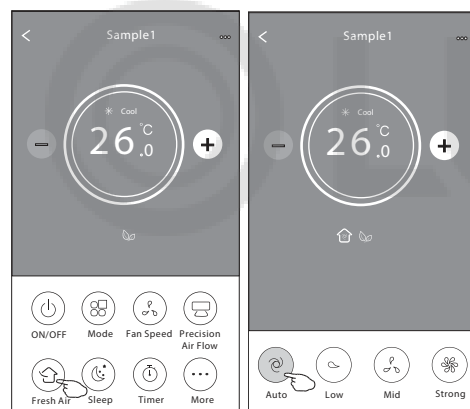 Sample1
Cool
26.0 °C
ON/OFF
Mode
Fan Speed
Precision
Air Flow
Fresh Air
Sleep
Timer
More
Sample1
Cool
26.0 °C
Auto
Low
Mid
Strong